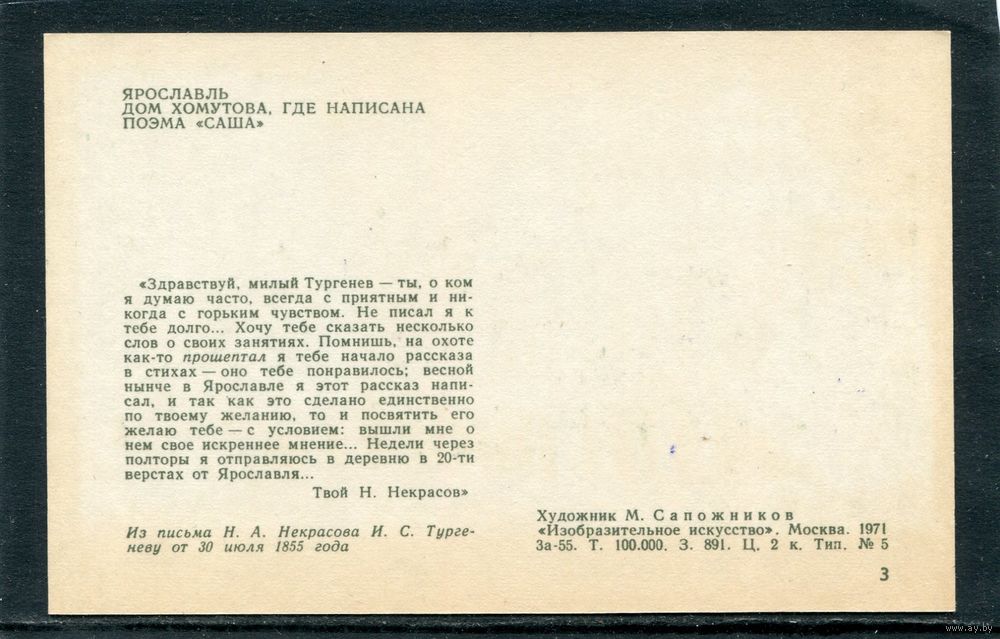 ЯРОСЛАВЛЬ
ДОМ ХОМУТОВА, ГДЕ НАПИСАНА
ПОЭМА «САША»
«Здравствуй, милый Тургенев — ты, о ком
я думаю часто, всегда с приятным и ни-
когда с горьким чувством. Не писал я к
тебе долго... Хочу тебе сказать несколько
слов о своих занятиях. Помнишь, на охоте
как-то прошептал я тебе начало рассказа
в стихах — оно тебе понравилось; весной
нынче в Ярославле я этот рассказ напи-
сал, и так как это сделано единственно
по твоему желанию, то и посвятить его
желаю тебе — с условием: вышли мне о
нем свое искреннее мнение... Недели через
полторы я отправляюсь в деревню в 20-ти
верстах от Ярославля...
Твой Н. Некрасов»
Из письма Н. А. Некрасова И. С. Турге-
неву от 30 июля 1855 года
Художник М. Сапожников
«Изобразительное искусство». Москва. 1971
За-55. Т. 100.000. З. 891. Ц. 2 к. Тип. № 5
3
www.ay.by